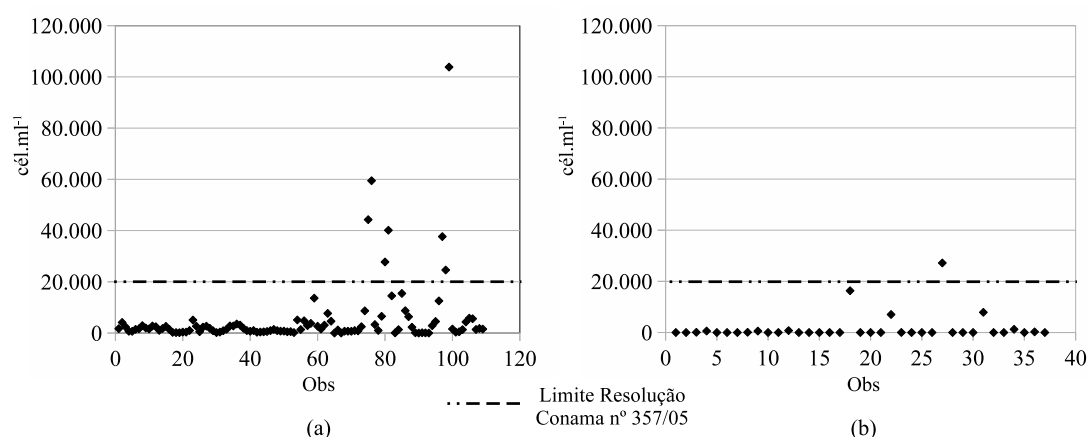 120.000
100.000
80.000
60.000
40.000
20.000
0
cél.ml⁻¹
0 20 40 60 80 100 120
Obs
(a)
120.000
100.000
80.000
60.000
40.000
20.000
0
cél.ml⁻¹
0 5 10 15 20 25 30 35 40
Obs
(b)
Limite Resolução
Conama nº 357/05